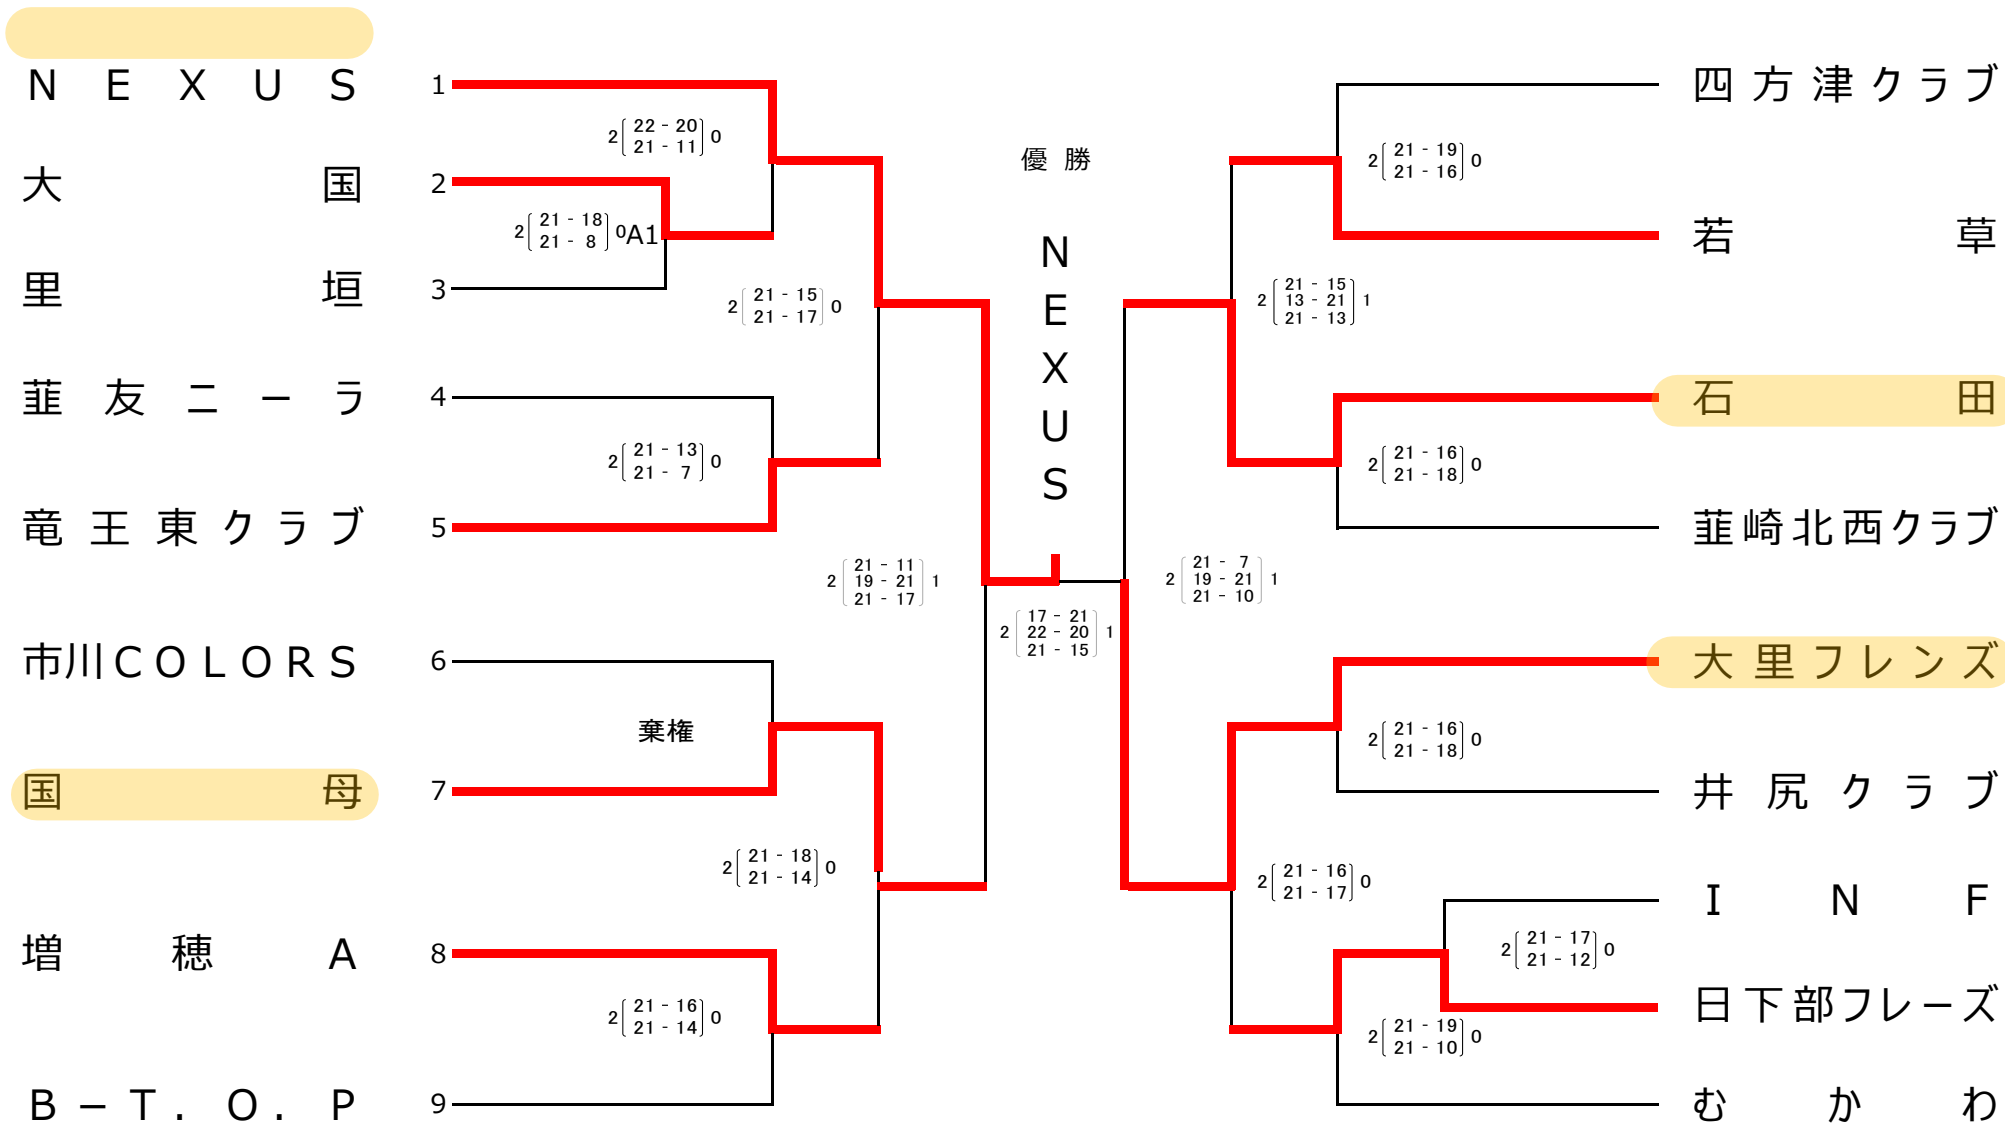 NEXUS 1
大国 2
里垣 3
韮友ニーラ 4
竜王東クラブ 5
市川COLORS 6
国母 7
増穂A 8
B-T.O.P 9
2 22 - 20 0
21 - 11
2 21 - 18 0 A1
21 - 8
2 21 - 15 0
21 - 17
2 21 - 13 0
21 - 7
2 21 - 11 1
19 - 21
21 - 17
棄権
2 21 - 18 0
21 - 14
2 21 - 16 0
21 - 14
優勝
NEXUS
2 17 - 21 1
22 - 20
21 - 15
2 21 - 19 0
21 - 16
2 21 - 15 1
13 - 21
21 - 13
2 21 - 16 0
21 - 18
2 21 - 7 1
19 - 21
21 - 10
2 21 - 16 0
21 - 18
2 21 - 16 0
21 - 17
2 21 - 17 0
21 - 12
2 21 - 19 0
21 - 10
四方津クラブ
若草
石田
韮崎北西クラブ
大里フレンズ
井尻クラブ
INF
日下部フレーズ
むかわ